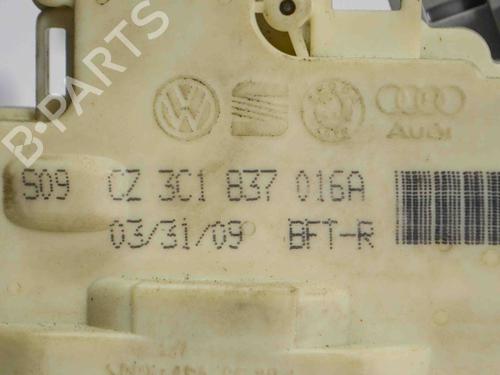 B-PARTS
Audi
S09 CZ 3C1 837 016A
03/31/09 BFT-R